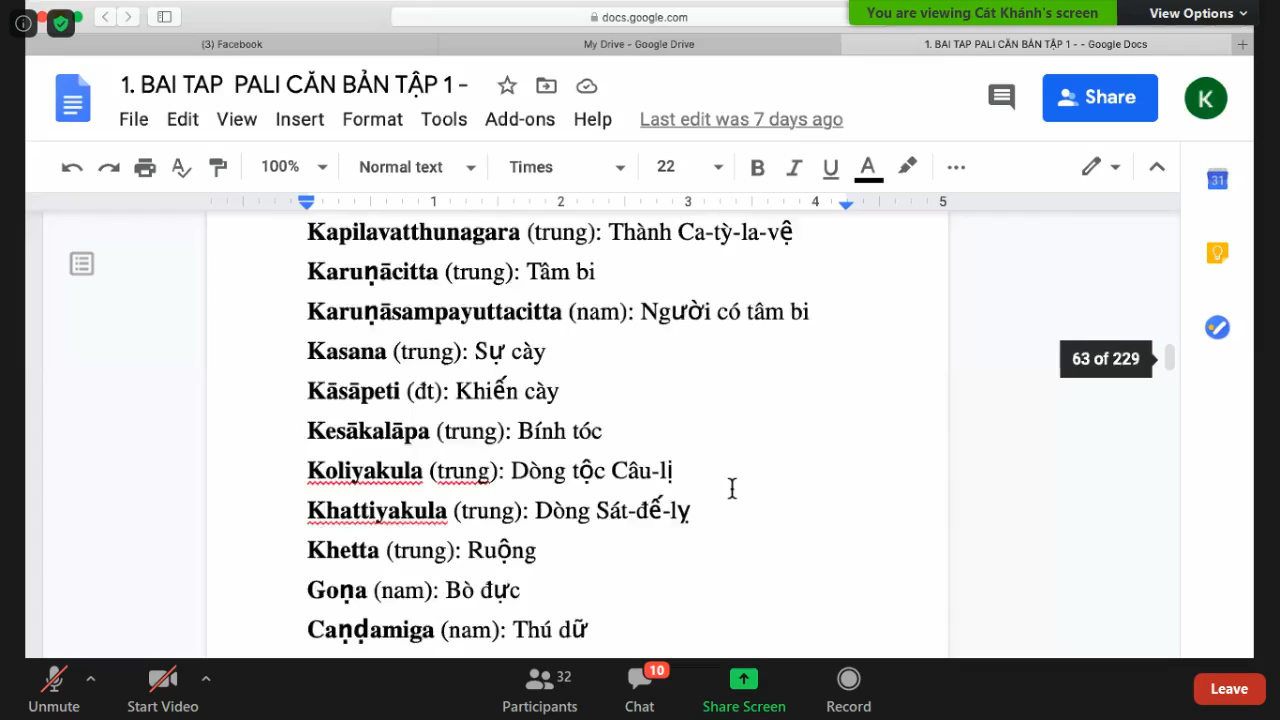 docs.google.com
You are viewing Cát Khánh's screen
View Options
(3) Facebook
My Drive - Google Drive
1. BAI TAP PALI CĂN BẢN TẬP 1 - - Google Docs
1. BAI TAP PALI CĂN BẢN TẬP 1 -
Share
K
File Edit View Insert Format Tools Add-ons Help Last edit was 7 days ago
100% Normal text Times 22 B I U A
1 2 3 4 5
31
Kapilavatthunagara (trung): Thành Ca-tỳ-la-vệ
Karuṇācitta (trung): Tâm bi
Karuṇāsampayuttacitta (nam): Người có tâm bi
Kasana (trung): Sự cày
63 of 229
Kāsāpeti (đt): Khiến cày
Kesākalāpa (trung): Bính tóc
Koliyakula (trung): Dòng tộc Câu-lị
Khattiyakula (trung): Dòng Sát-đế-lỵ
Khetta (trung): Ruộng
Goṇa (nam): Bò đực
Caṇḍamiga (nam): Thú dữ
32
10
Unmute
Start Video
Participants
Chat
Share Screen
Record
Leave